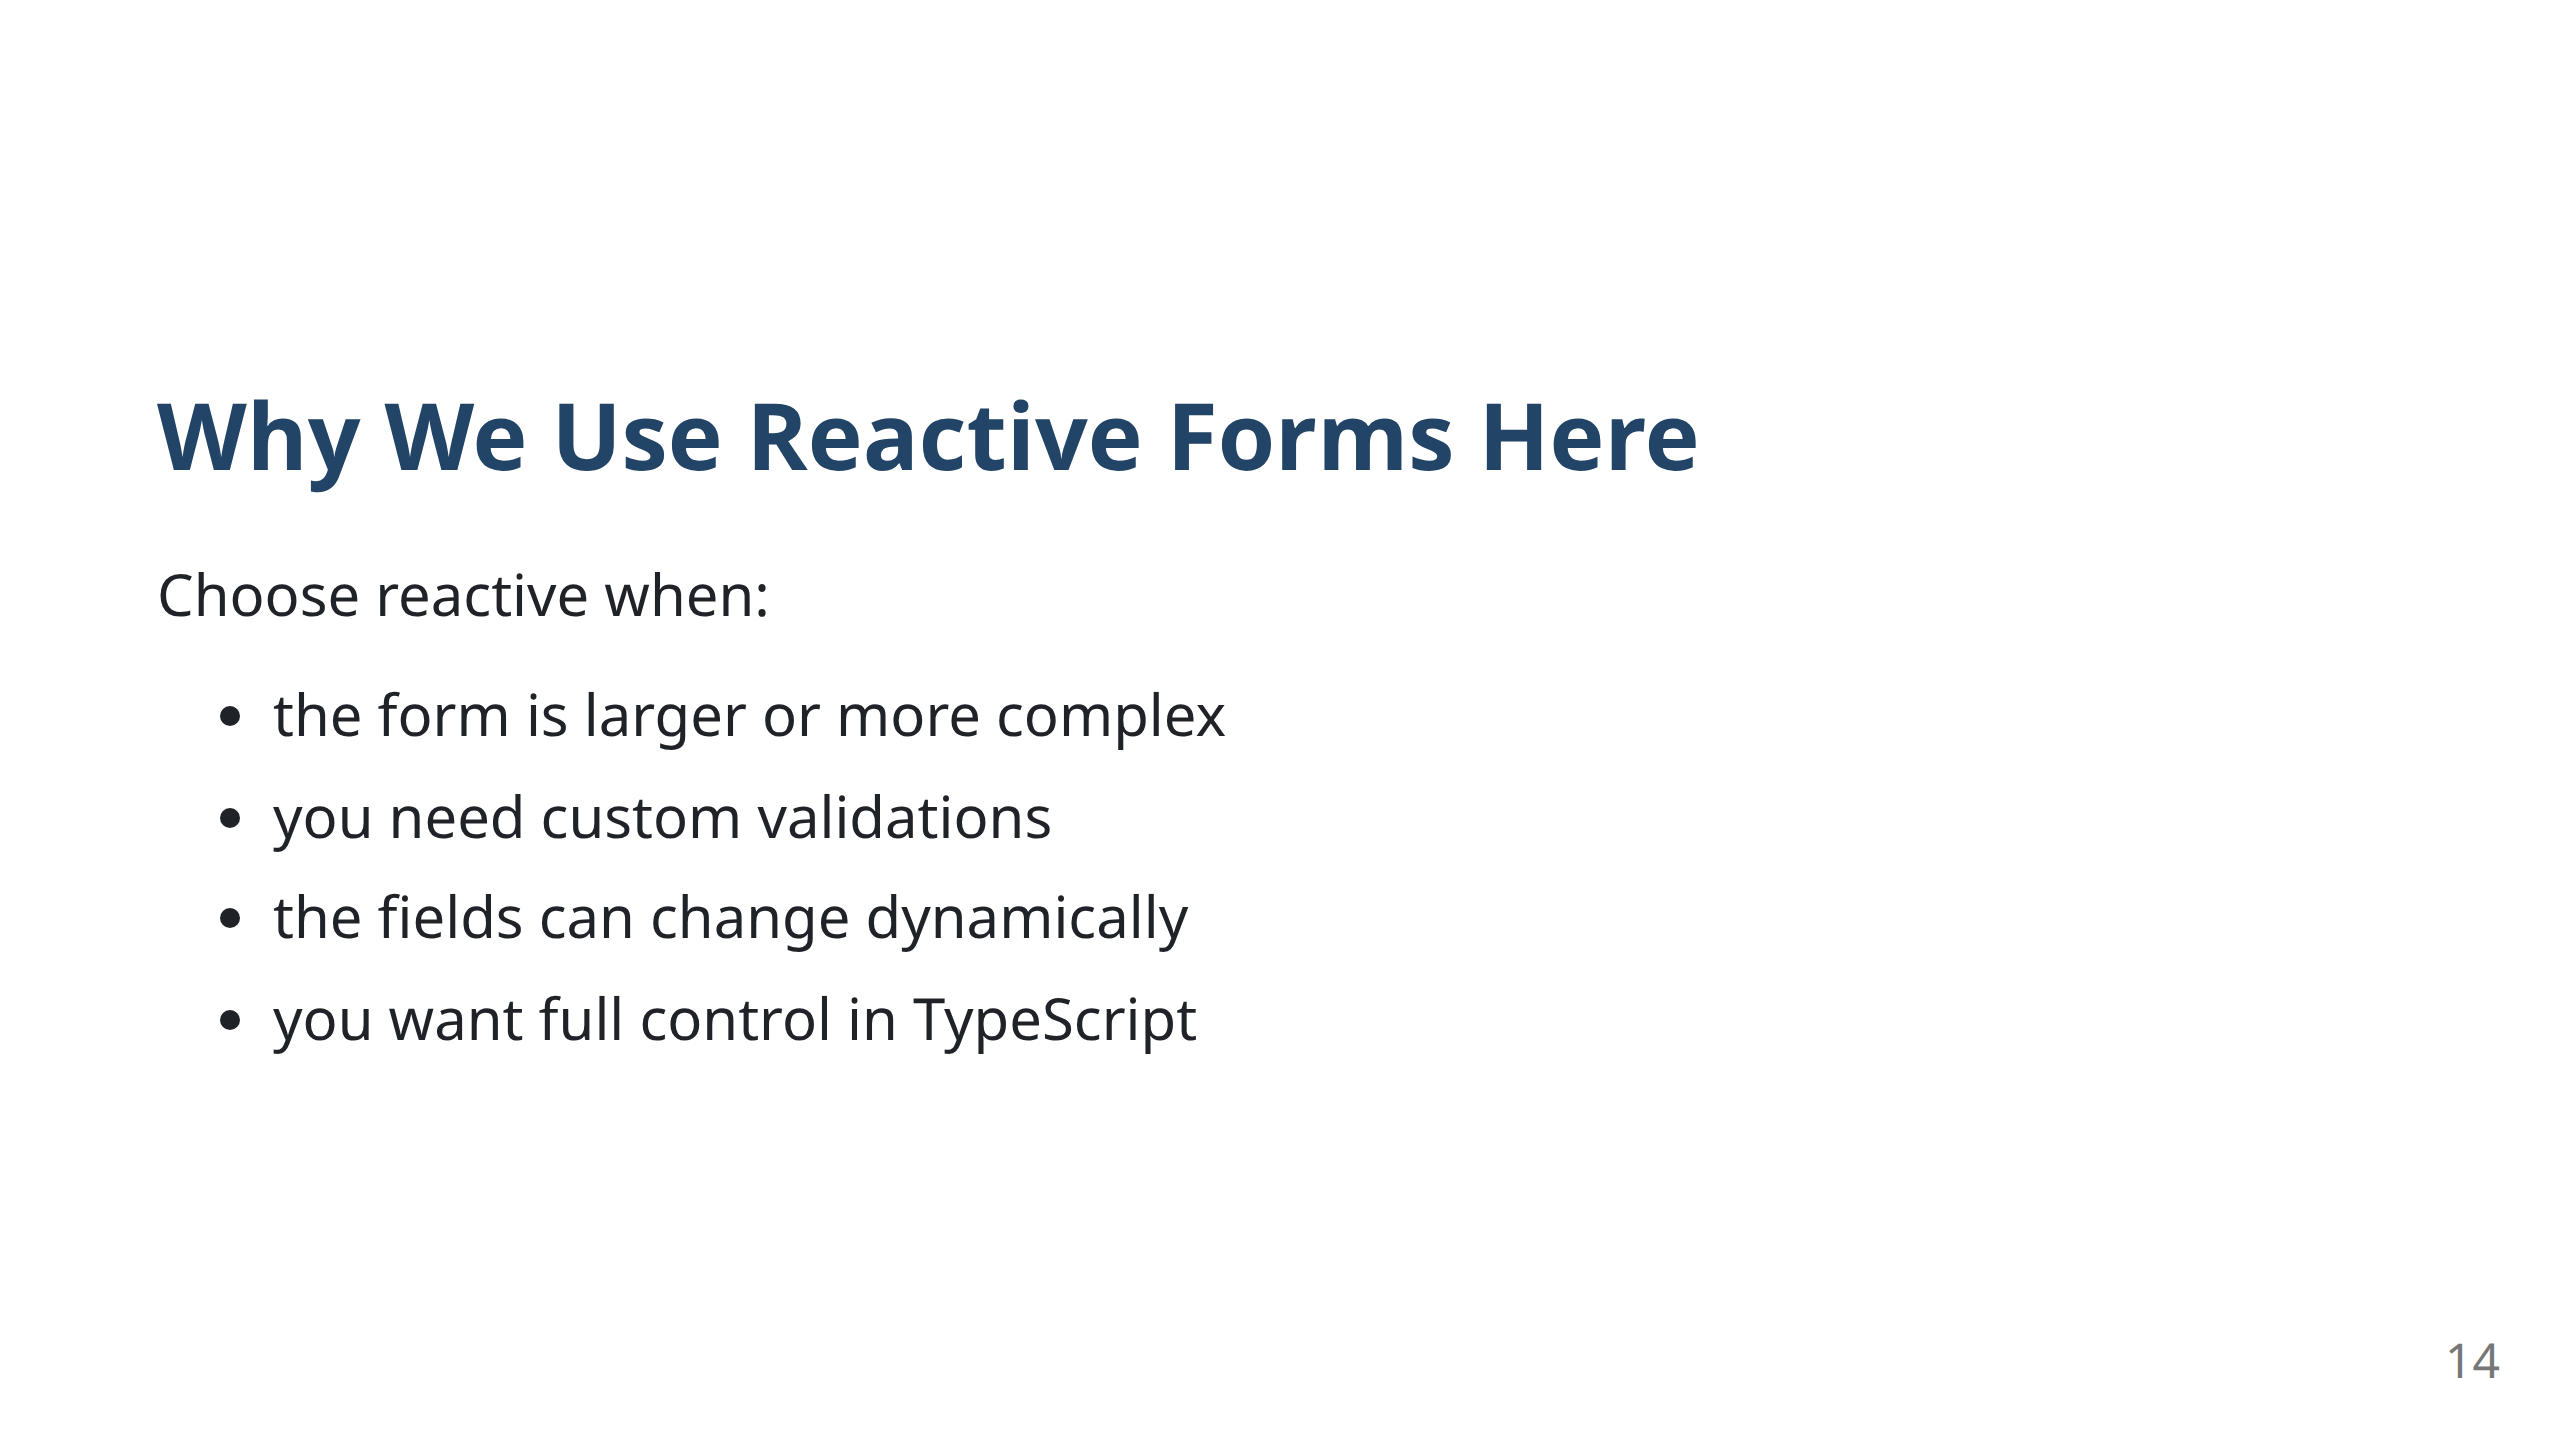 Why We Use Reactive Forms Here
Choose reactive when:
• the form is larger or more complex
• you need custom validations
• the fields can change dynamically
• you want full control in TypeScript
14